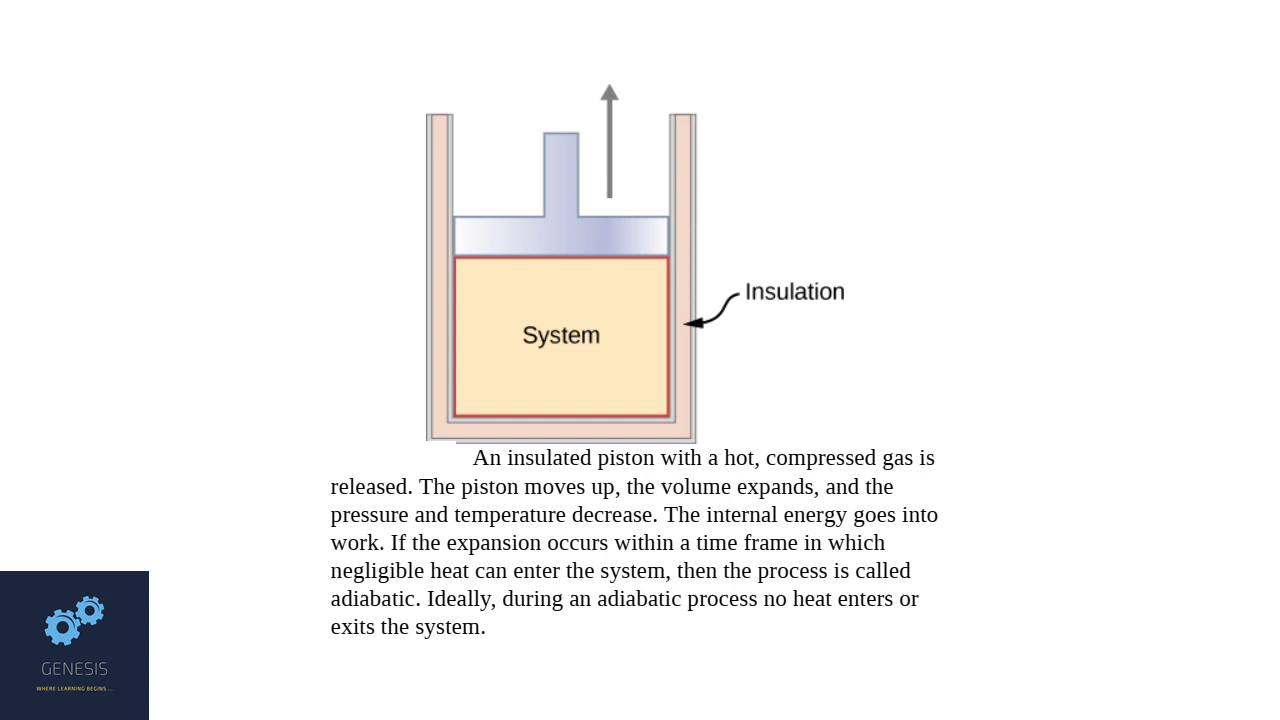 Insulation
System
An insulated piston with a hot, compressed gas is
released. The piston moves up, the volume expands, and the
pressure and temperature decrease. The internal energy goes into
work. If the expansion occurs within a time frame in which
negligible heat can enter the system, then the process is called
adiabatic. Ideally, during an adiabatic process no heat enters or
exits the system.
GENESIS
WHERE LEARNING BEGINS ...